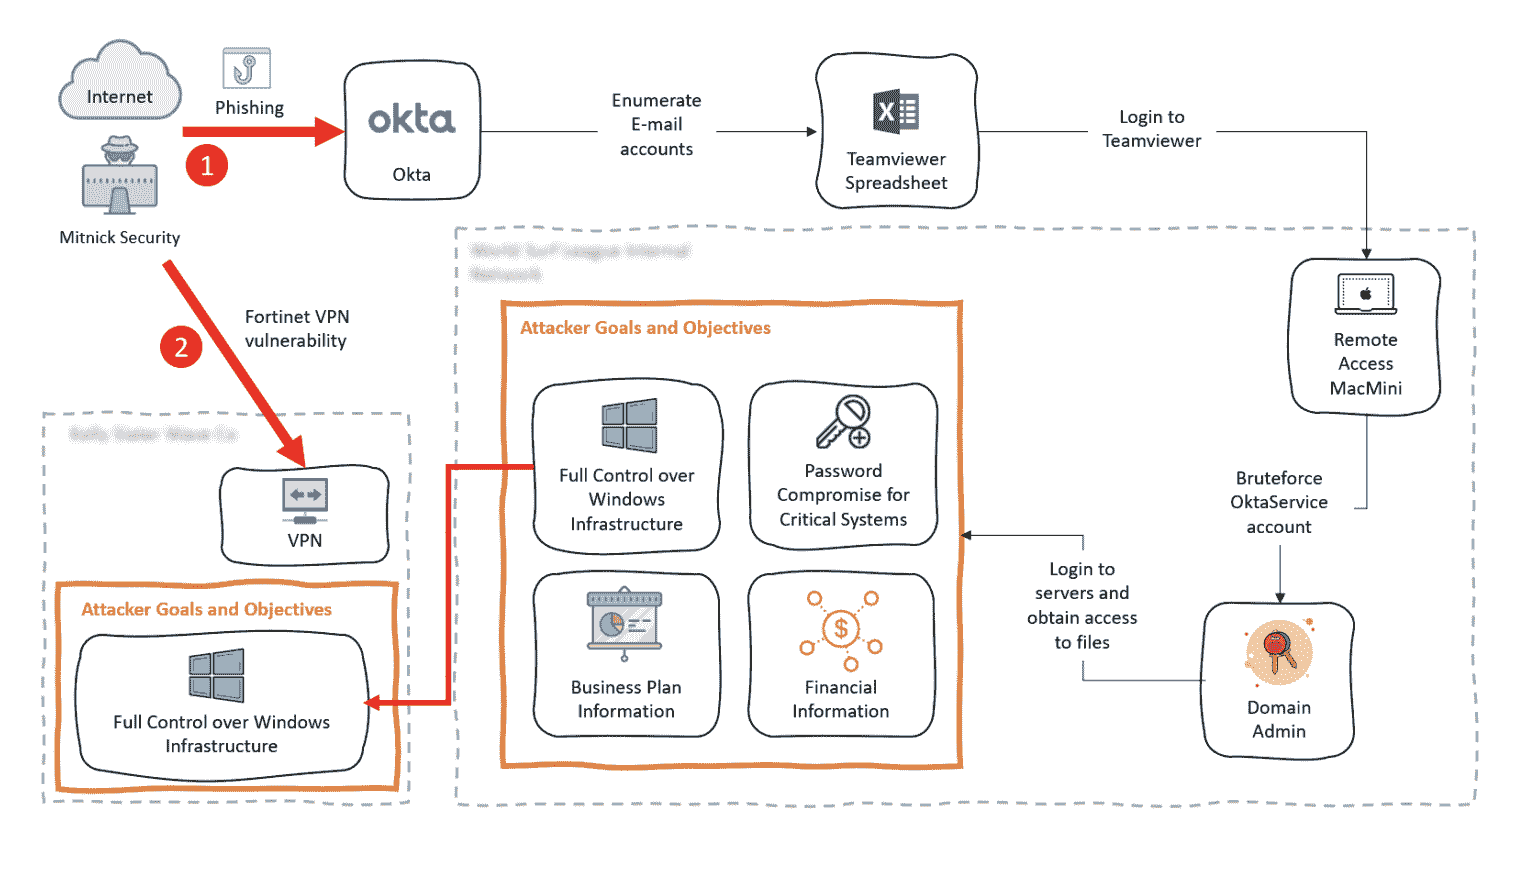 Internet
Phishing
1
Mitnick Security
okta
Okta
Enumerate
E-mail
accounts
Teamviewer
Spreadsheet
Login to
Teamviewer
Remote
Access
MacMini
Fortinet VPN
vulnerability
2
VPN
Attacker Goals and Objectives
Full Control over Windows
Infrastructure
Attacker Goals and Objectives
Full Control over
Windows
Infrastructure
Password
Compromise for
Critical Systems
Business Plan
Information
$
Financial
Information
Bruteforce
OktaService
account
Login to
servers and
obtain access
to files
Domain
Admin